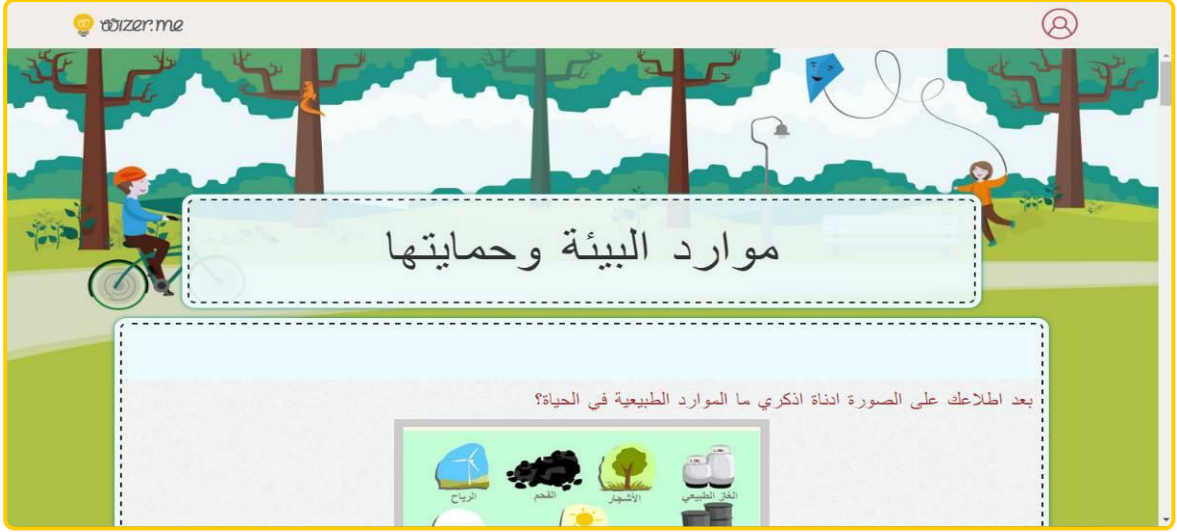 wizer.me
موارد البيئة وحمايتها
بعد اطلاعك على الصورة ادناة اذكري ما الموارد الطبيعية في الحياة؟
الغاز الطبيعي
الأشجار
الفحم
الرياح